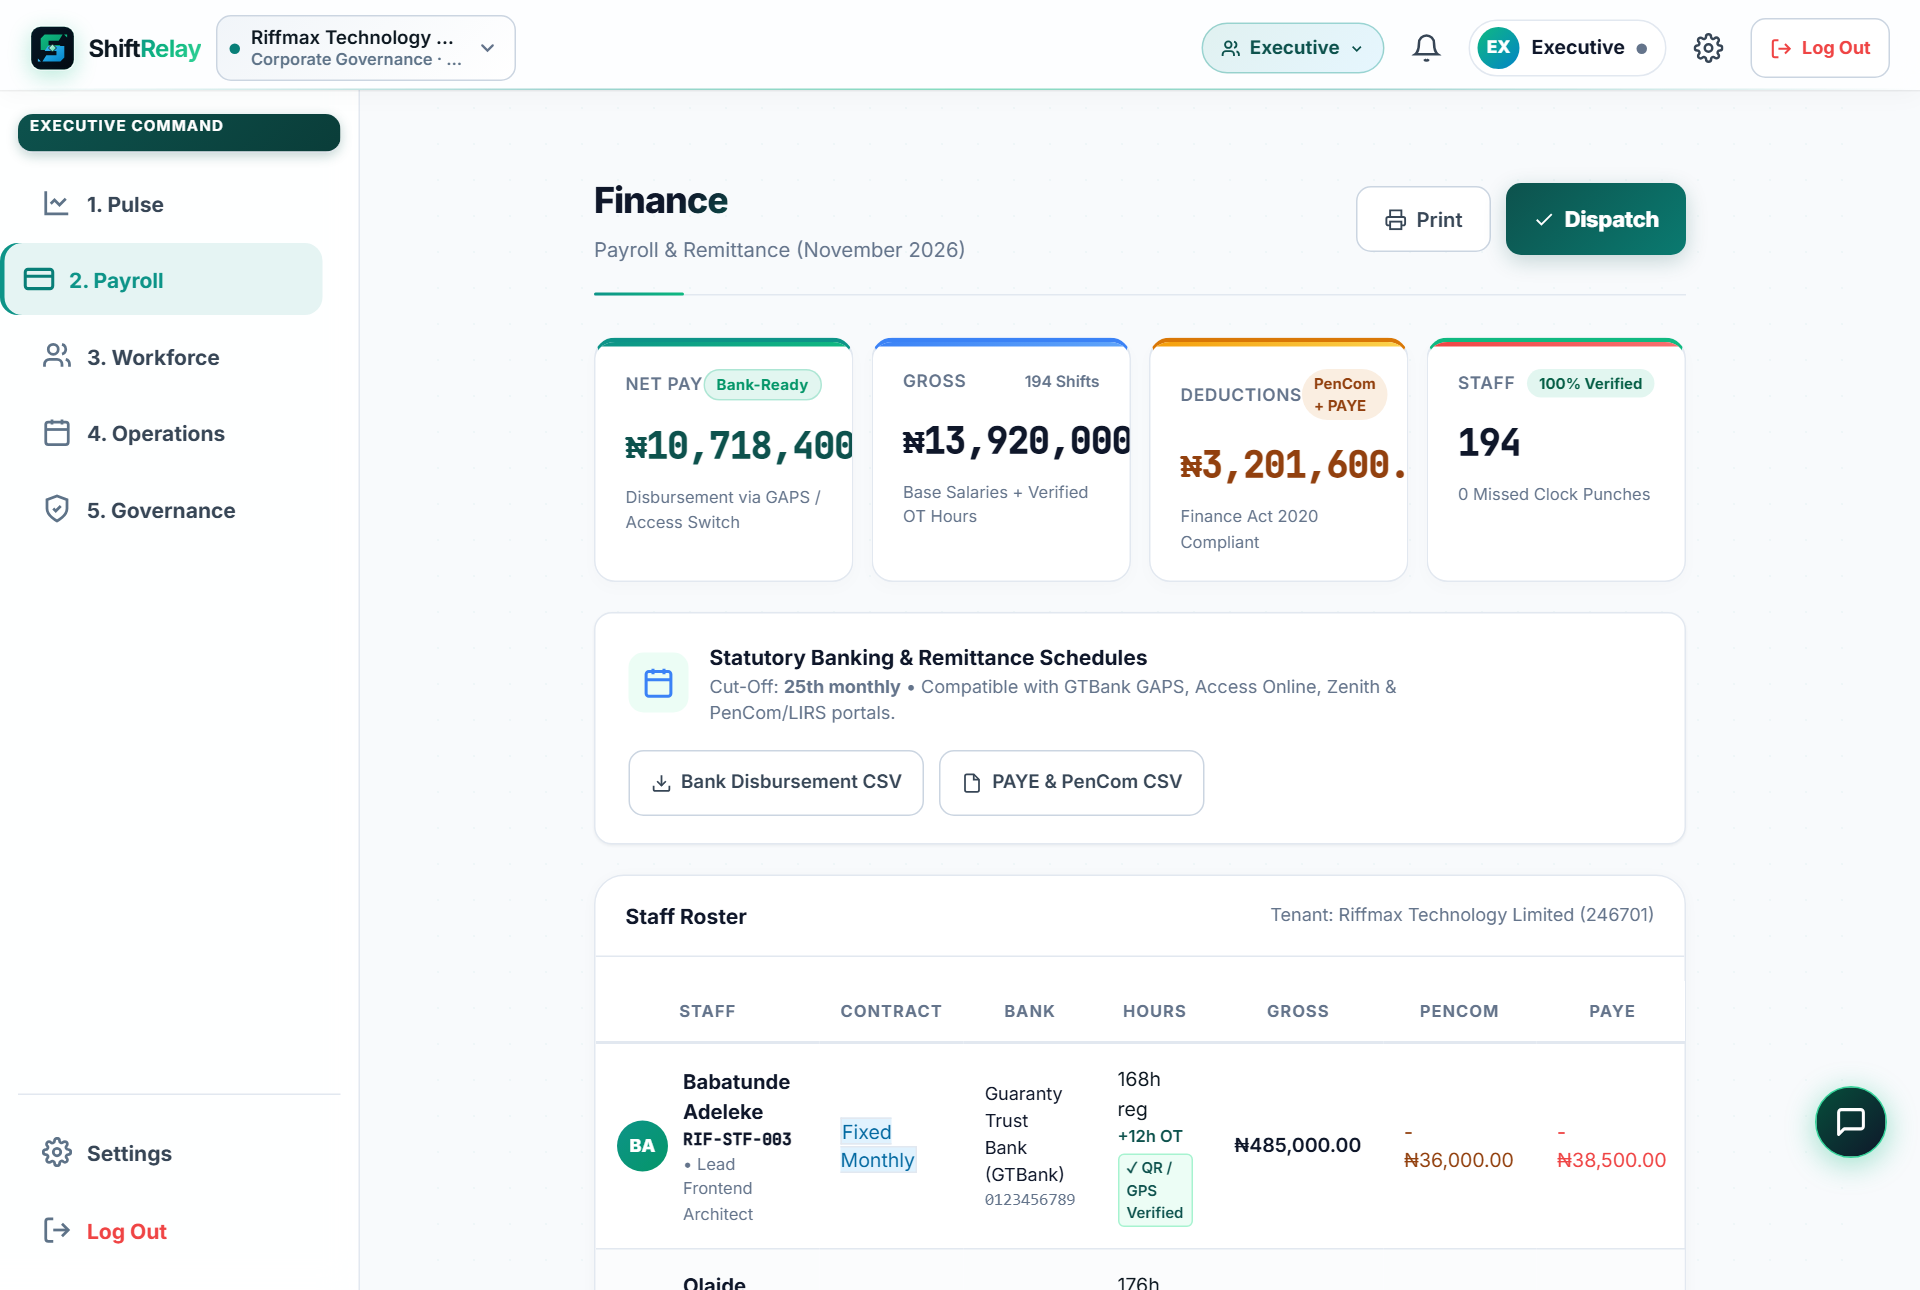 ShiftRelay
Riffmax Technology ...
Corporate Governance · ...
Executive
EX
Executive
Log Out
EXECUTIVE COMMAND
1. Pulse
2. Payroll
3. Workforce
4. Operations
5. Governance
Settings
Log Out
Finance
Payroll & Remittance (November 2026)
Print
Dispatch
NET PAY
Bank-Ready
₦10,718,400
Disbursement via GAPS /
Access Switch
GROSS
194 Shifts
₦13,920,000
Base Salaries + Verified
OT Hours
DEDUCTIONS
PenCom
+ PAYE
₦3,201,600.
Finance Act 2020
Compliant
STAFF
100% Verified
194
0 Missed Clock Punches
Statutory Banking & Remittance Schedules
Cut-Off: 25th monthly • Compatible with GTBank GAPS, Access Online, Zenith &
PenCom/LIRS portals.
Bank Disbursement CSV
PAYE & PenCom CSV
Staff Roster
Tenant: Riffmax Technology Limited (246701)
STAFF
CONTRACT
BANK
HOURS
GROSS
PENCOM
PAYE
BA
Babatunde
Adeleke
RIF-STF-003
• Lead
Frontend
Architect
Fixed
Monthly
Guaranty
Trust
Bank
(GTBank)
0123456789
168h
reg
+12h OT
✓ QR /
GPS
Verified
₦485,000.00
-
₦36,000.00
-
₦38,500.00
Olaide
176h